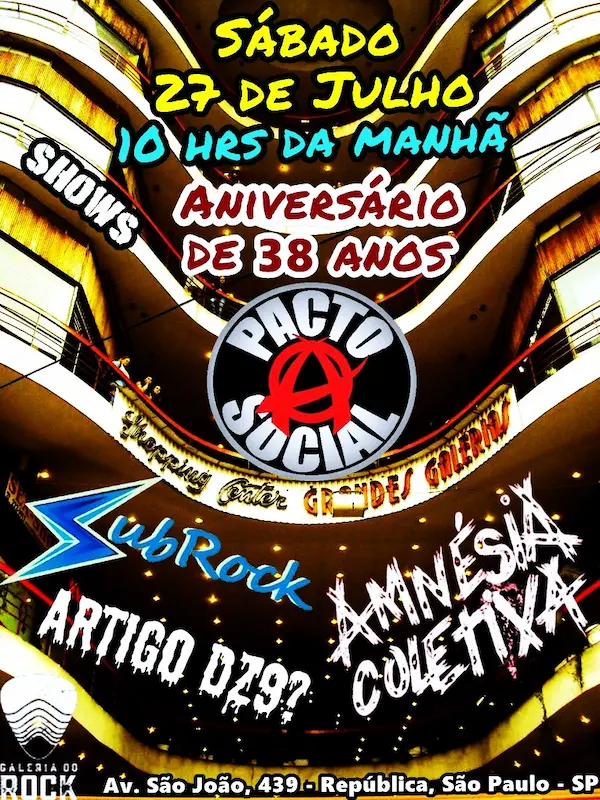 Sábado
27 de Julho
10 hrs da manhã
SHOWS
Aniversário
de 38 anos
PACTO
SOCIAL
Shopping Center GRANDES GALERIAS
SubRock
AMNÉSIA
COLETIVA
ARTIGO DZ9?
GALERIA DO
ROCK
Av. São João, 439 - República, São Paulo - SP